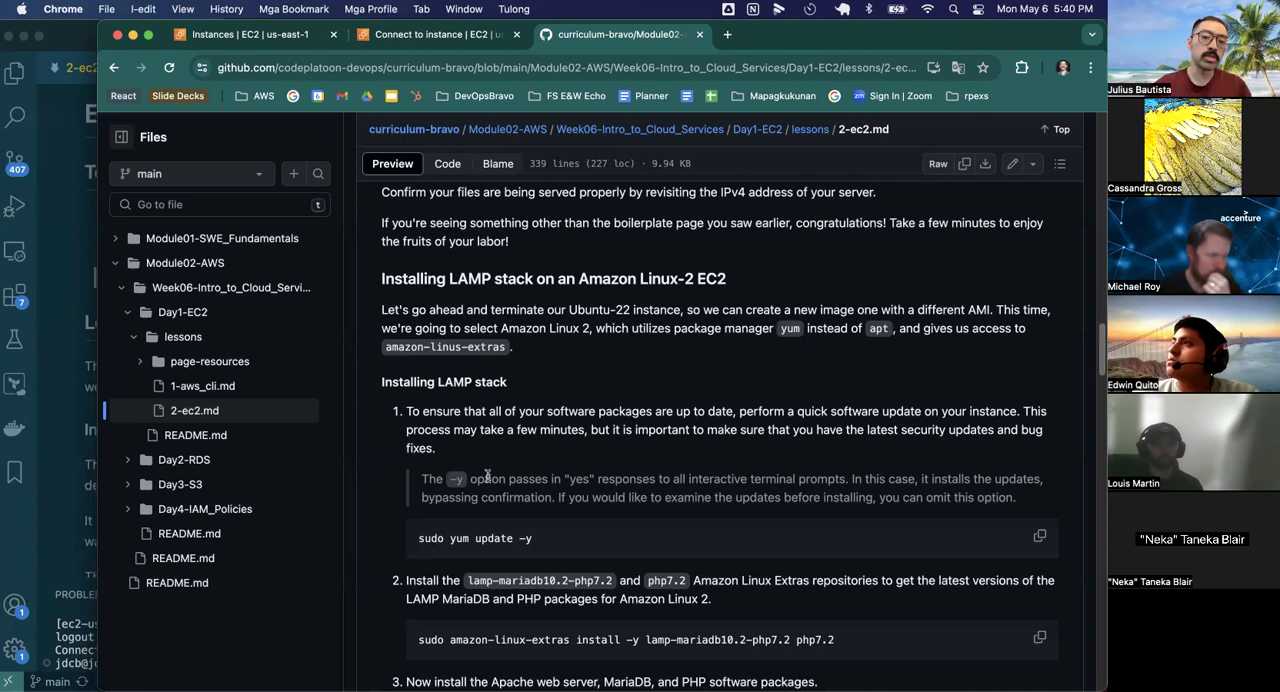 Chrome File Edit View History Mga Bookmark Mga Profile Tab Window Tulong Mon May 6 5:40 PM
Instances | EC2 | us-east-1
Connect to instance | EC2 | us
curriculum-bravo/Module02-
github.com/codeplatoon-devops/curriculum-bravo/blob/main/Module02-AWS/Week06-Intro_to_Cloud_Services/Day1-EC2/lessons/2-ec...
React Slide Decks AWS DevOpsBravo FS E&W Echo Planner Mapagkukunan Sign In | Zoom rpexs
2-ec2
407
7
1
1
PROBLEM
[ec2-us
logout
Connec
jdcb@je
main
Files
main
Go to file
t
Module01-SWE_Fundamentals
Module02-AWS
Week06-Intro_to_Cloud_Servi...
Day1-EC2
lessons
page-resources
1-aws_cli.md
2-ec2.md
README.md
Day2-RDS
Day3-S3
Day4-IAM_Policies
README.md
README.md
README.md
curriculum-bravo / Module02-AWS / Week06-Intro_to_Cloud_Services / Day1-EC2 / lessons / 2-ec2.md
Top
Preview Code Blame 339 lines (227 loc) · 9.94 KB
Raw
Confirm your files are being served properly by revisiting the IPv4 address of your server.
If you're seeing something other than the boilerplate page you saw earlier, congratulations! Take a few minutes to enjoy
the fruits of your labor!
Installing LAMP stack on an Amazon Linux-2 EC2
Let's go ahead and terminate our Ubuntu-22 instance, so we can create a new image one with a different AMI. This time,
we're going to select Amazon Linux 2, which utilizes package manager yum instead of apt, and gives us access to
amazon-linus-extras.
Installing LAMP stack
1. To ensure that all of your software packages are up to date, perform a quick software update on your instance. This
process may take a few minutes, but it is important to make sure that you have the latest security updates and bug
fixes.
The -y option passes in "yes" responses to all interactive terminal prompts. In this case, it installs the updates,
bypassing confirmation. If you would like to examine the updates before installing, you can omit this option.
sudo yum update -y
2. Install the lamp-mariadb10.2-php7.2 and php7.2 Amazon Linux Extras repositories to get the latest versions of the
LAMP MariaDB and PHP packages for Amazon Linux 2.
sudo amazon-linux-extras install -y lamp-mariadb10.2-php7.2 php7.2
3. Now install the Apache web server, MariaDB, and PHP software packages.
Julius Bautista
Cassandra Gross
accenture
Michael Roy
Edwin Quito
Louis Martin
"Neka" Taneka Blair
"Neka" Taneka Blair